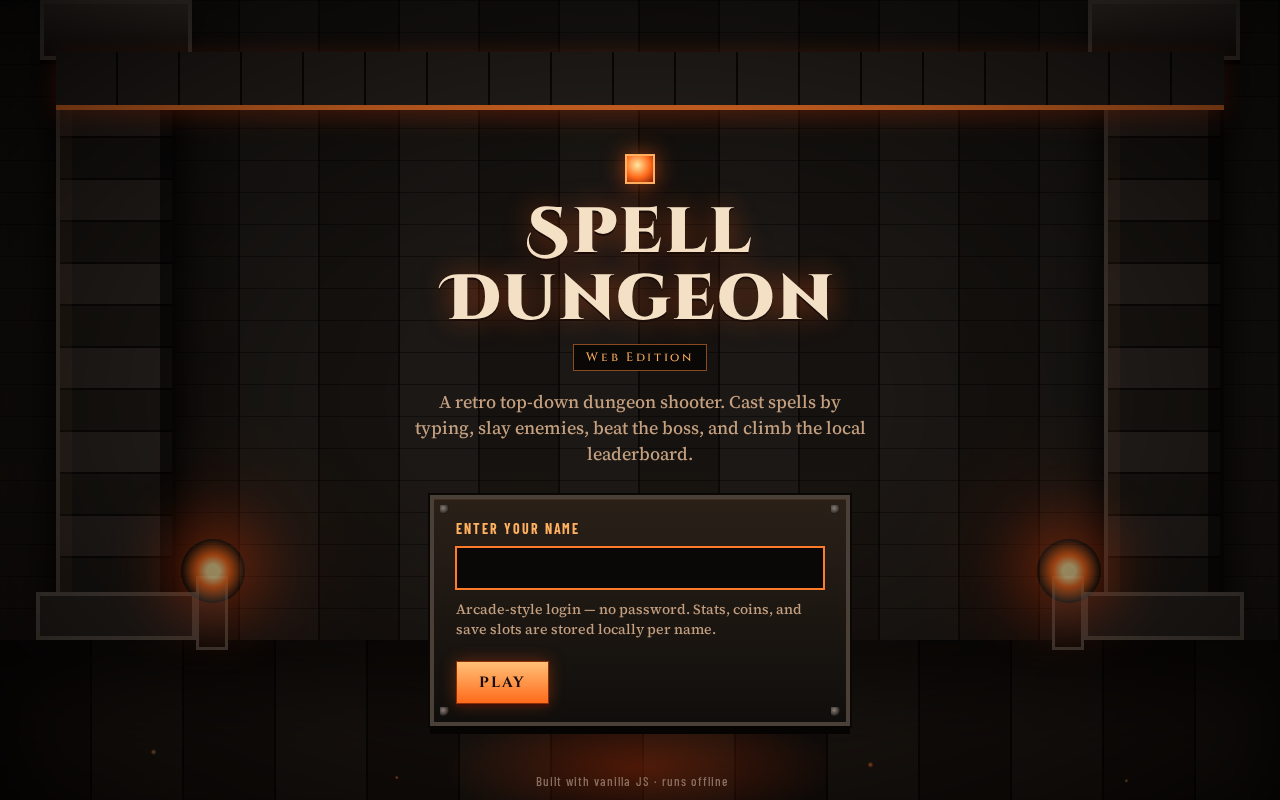 Spell
Dungeon
Web Edition
A retro top-down dungeon shooter. Cast spells by
typing, slay enemies, beat the boss, and climb the local
leaderboard.
ENTER YOUR NAME
Arcade-style login — no password. Stats, coins, and
save slots are stored locally per name.
PLAY
Built with vanilla JS · runs offline